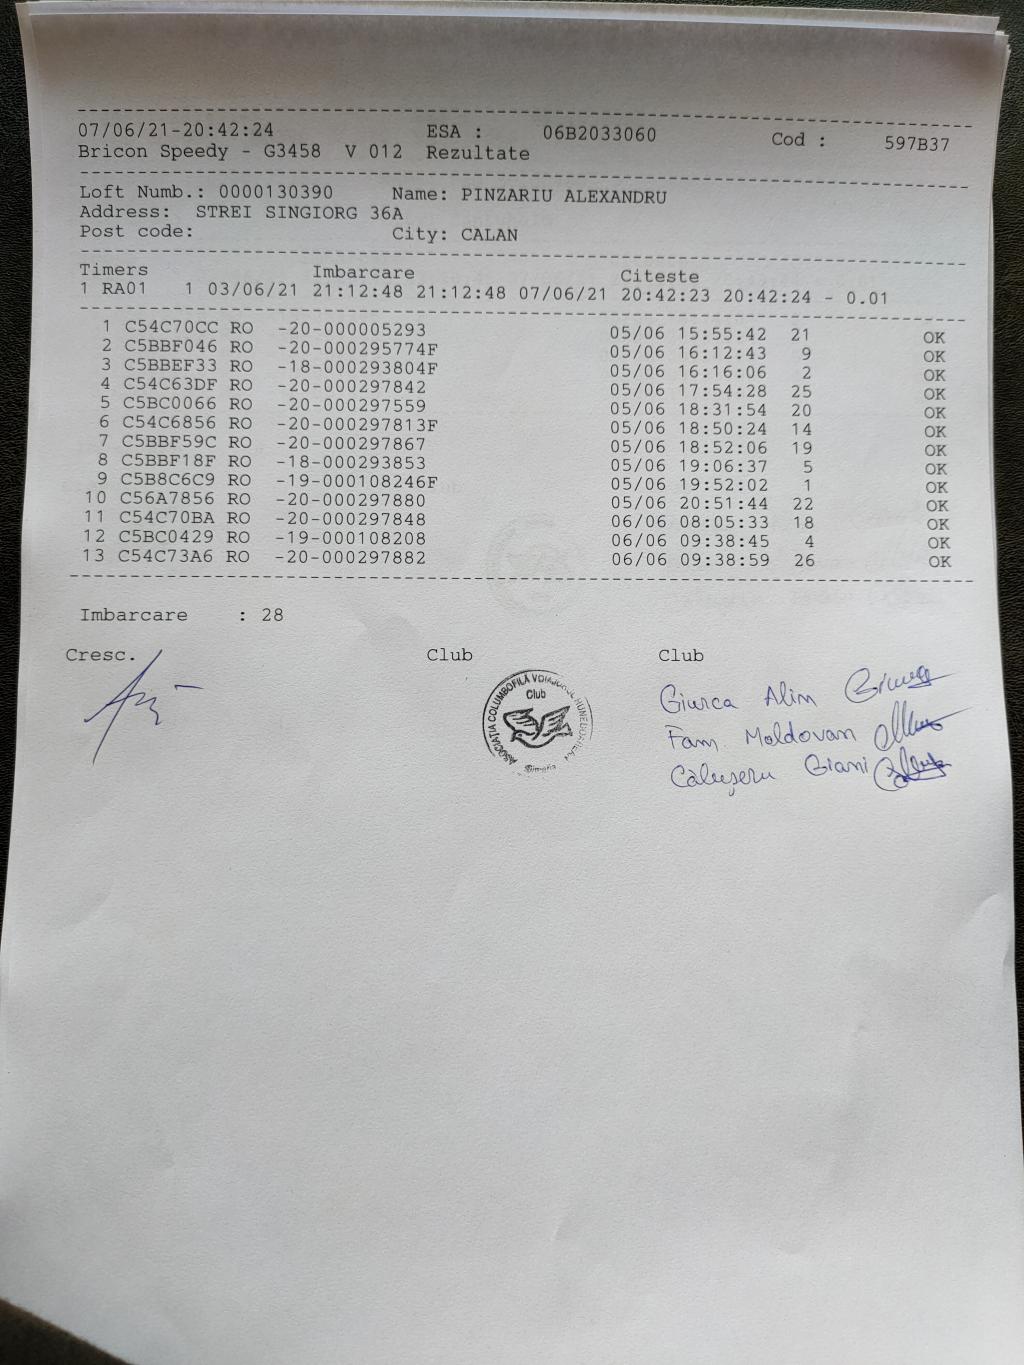 07/06/21-20:42:24 ESA : 06B2033060 Cod : 597B37
Bricon Speedy - G3458 V 012 Rezultate
Loft Numb.: 0000130390 Name: PINZARIU ALEXANDRU
Address: STREI SINGIORG 36A
Post code: City: CALAN
Timers Imbarcare Citeste
1 RA01 1 03/06/21 21:12:48 21:12:48 07/06/21 20:42:23 20:42:24 - 0.01
1 C54C70CC RO -20-000005293 05/06 15:55:42 21 OK
2 C5BBF046 RO -20-000295774F 05/06 16:12:43 9 OK
3 C5BBEF33 RO -18-000293804F 05/06 16:16:06 2 OK
4 C54C63DF RO -20-000297842 05/06 17:54:28 25 OK
5 C5BC0066 RO -20-000297559 05/06 18:31:54 20 OK
6 C54C6856 RO -20-000297813F 05/06 18:50:24 14 OK
7 C5BBF59C RO -20-000297867 05/06 18:52:06 19 OK
8 C5BBF18F RO -18-000293853 05/06 19:06:37 5 OK
9 C5B8C6C9 RO -19-000108246F 05/06 19:52:02 1 OK
10 C56A7856 RO -20-000297880 05/06 20:51:44 22 OK
11 C54C70BA RO -20-000297848 06/06 08:05:33 18 OK
12 C5BC0429 RO -19-000108208 06/06 09:38:45 4 OK
13 C54C73A6 RO -20-000297882 06/06 09:38:59 26 OK
Imbarcare : 28
Cresc. Club Club
ASOCIAȚIA COLUMBOFILĂ VOIAJORUL HUNEDOREAN
Club
Giurca Alin
Fam. Moldovan
Călușeru Giani